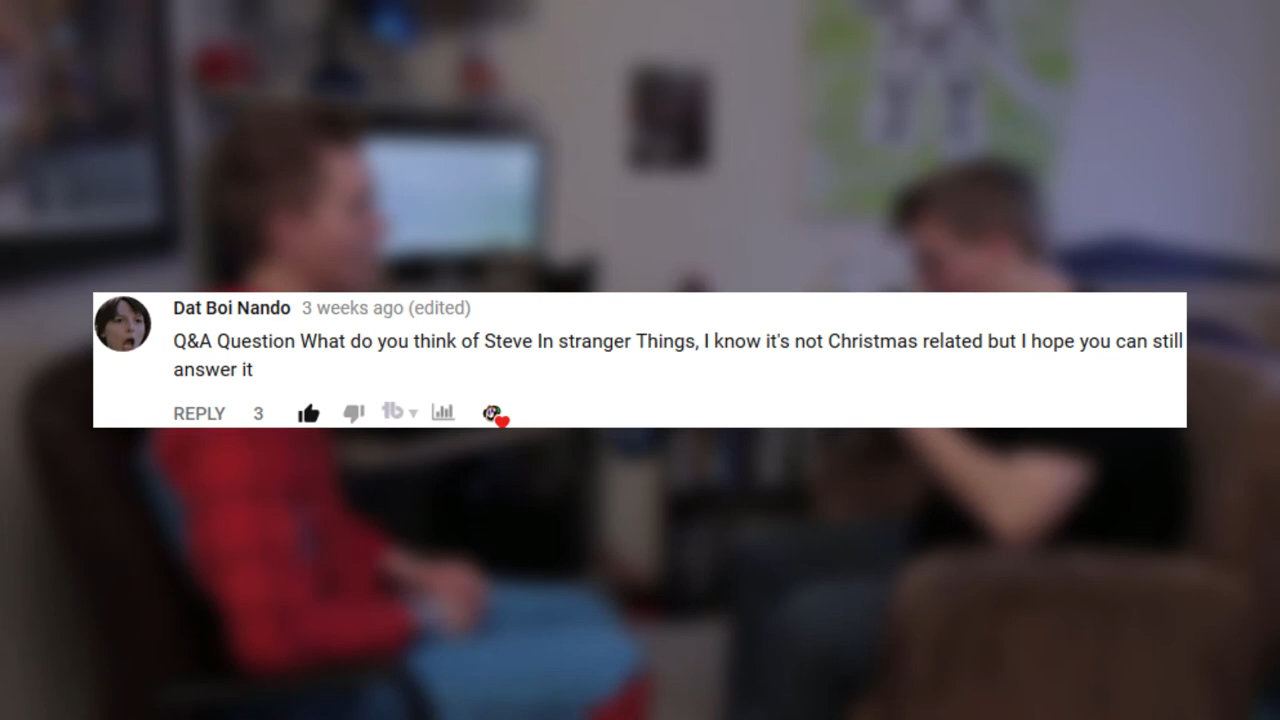 Dat Boi Nando 3 weeks ago (edited)
Q&A Question What do you think of Steve In stranger Things, I know it's not Christmas related but I hope you can still
answer it
REPLY 3